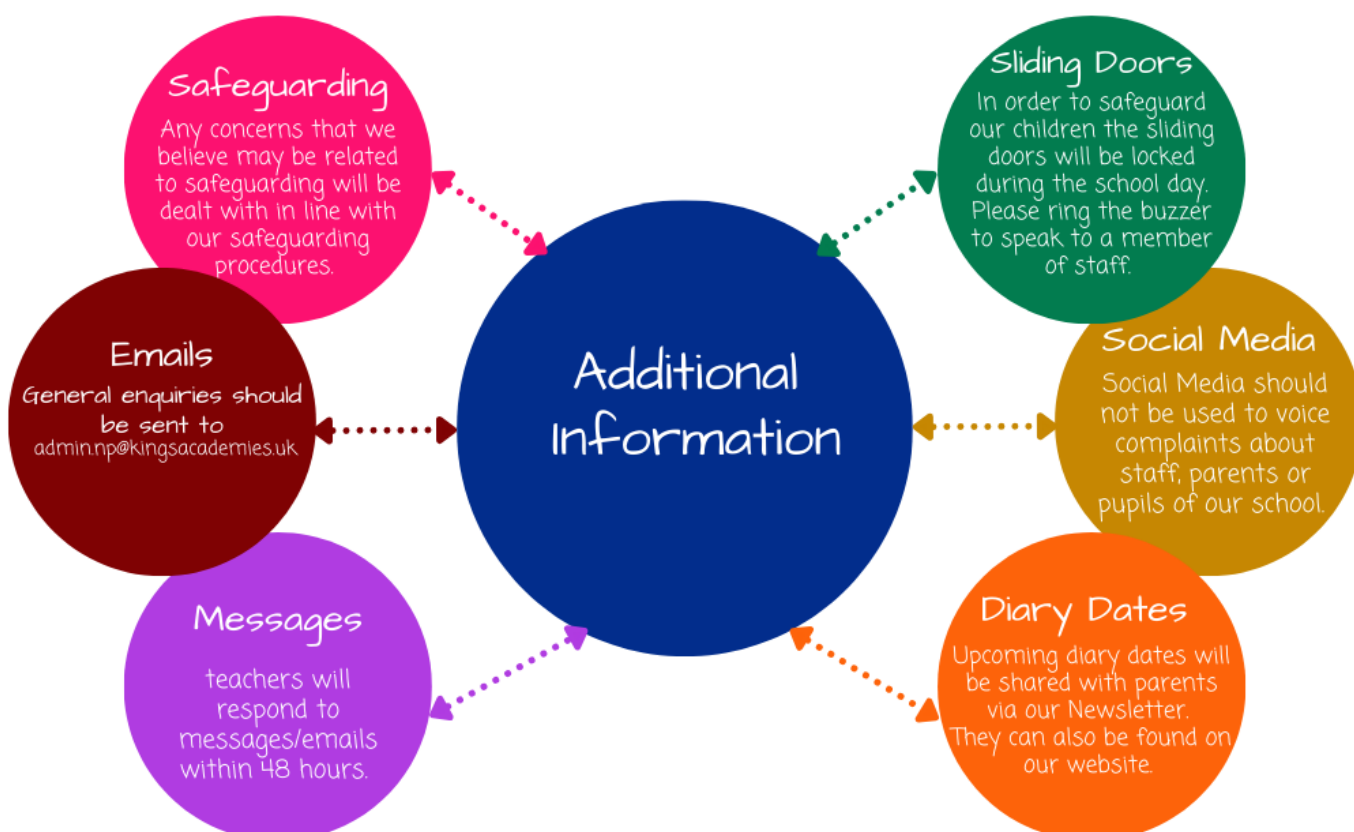 Safeguarding
Any concerns that we
believe may be related
to safeguarding will be
dealt with in line with
our safeguarding
procedures.
Emails
General enquiries should
be sent to
admin.np@kingsacademies.uk
Messages
teachers will
respond to
messages/emails
within 48 hours.
Additional
Information
Sliding Doors
In order to safeguard
our children the sliding
doors will be locked
during the school day.
Please ring the buzzer
to speak to a member
of staff.
Social Media
Social Media should
not be used to voice
complaints about
staff, parents or
pupils of our school.
Diary Dates
Upcoming diary dates will
be shared with parents
via our Newsletter.
They can also be found on
our website.